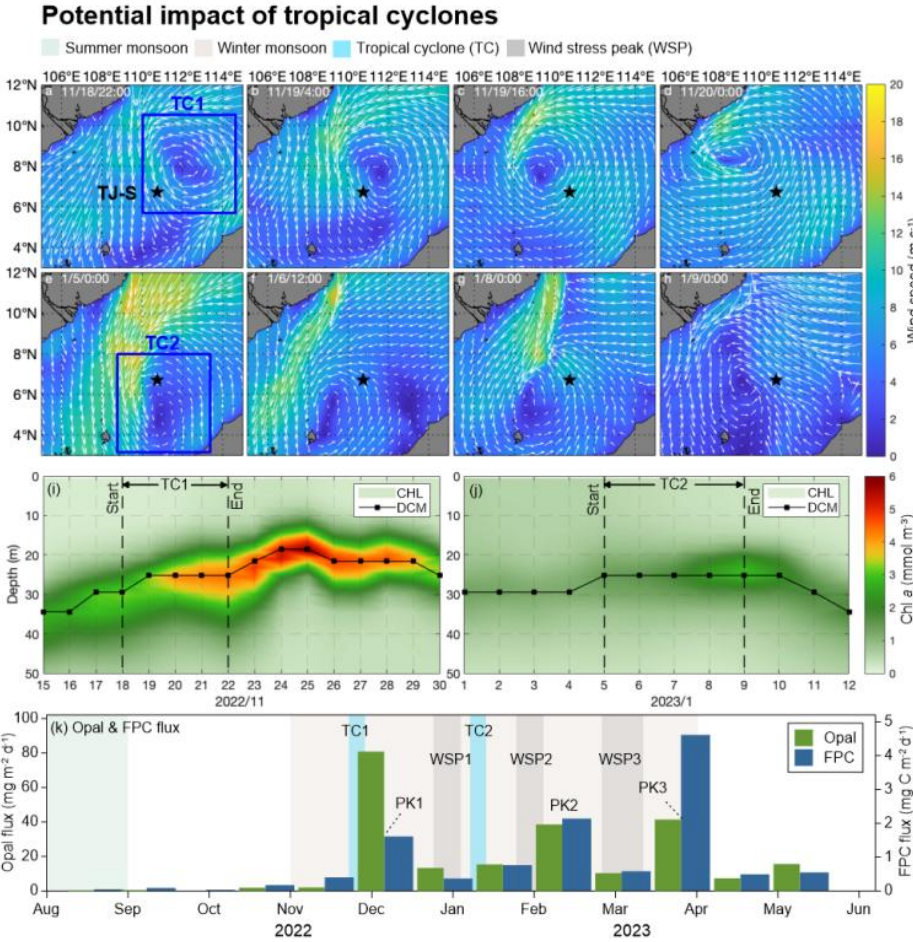 Potential impact of tropical cyclones
Summer monsoon Winter monsoon Tropical cyclone (TC) Wind stress peak (WSP)
106°E 108°E 110°E 112°E 114°E 106°E 108°E 110°E 112°E 114°E 106°E 108°E 110°E 112°E 114°E 106°E 108°E 110°E 112°E 114°E
12°N a 11/18/22:00 b 11/19/4:00 c 11/19/16:00 d 11/20/0:00 20
TC1 18
10°N 16
8°N 14
TJ-S 12
6°N
4°N 10
12°N e 1/5/0:00 f 1/6/12:00 g 1/8/0:00 h 1/9/0:00
10°N 8
8°N TC2 6
6°N 4
4°N 2
0
Wind speed (m s⁻¹)
0 (i) Start TC1 End CHL DCM (j) Start TC2 End CHL DCM 6
10 5
20 4
Depth (m) 3
30 2
40 1
50 50 0
Chl a (mmol m⁻³)
15 16 17 18 19 20 21 22 23 24 25 26 27 28 29 30 1 2 3 4 5 6 7 8 9 10 11 12
2022/11 2023/1
100 (k) Opal & FPC flux 5
TC1 TC2 Opal
80 WSP1 WSP2 WSP3 FPC 4
60 PK1 PK2 PK3 3
40 2
20 1
0 0
Opal flux (mg m⁻² d⁻¹)
FPC flux (mg C m⁻² d⁻¹)
Aug Sep Oct Nov Dec Jan Feb Mar Apr May Jun
2022 2023